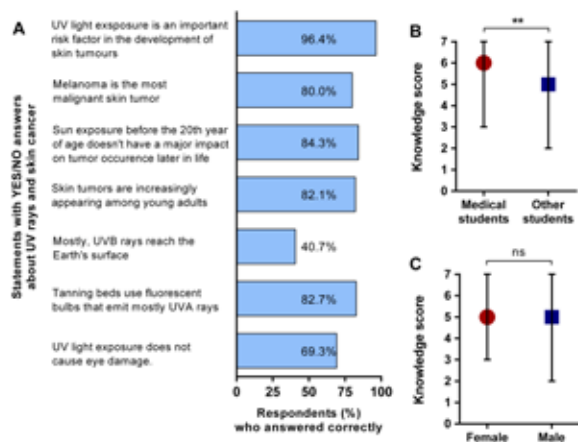 A
Statements with YES/NO answers
about UV rays and skin cancer
UV light exsposure is an important
risk factor in the development of
skin tumours
96.4%
Melanoma is the most
malignant skin tumor
80.0%
Sun exposure before the 20th year
of age doesn't have a major impact
on tumor occurence later in life
84.3%
Skin tumors are increasingly
appearing among young adults
82.1%
Mostly, UVB rays reach the
Earth's surface
40.7%
Tanning beds use fluorescent
bulbs that emit mostly UVA rays
82.7%
UV light exposure does not
cause eye damage.
69.3%
0 25 50 75 100
Respondents (%)
who answered correctly
B
**
Knowledge score
7
6
5
4
3
2
1
0
Medical
students
Other
students
C
ns
Knowledge score
7
6
5
4
3
2
1
0
Female Male